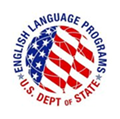 ENGLISH LANGUAGE PROGRAMS
U.S. DEPT OF STATE